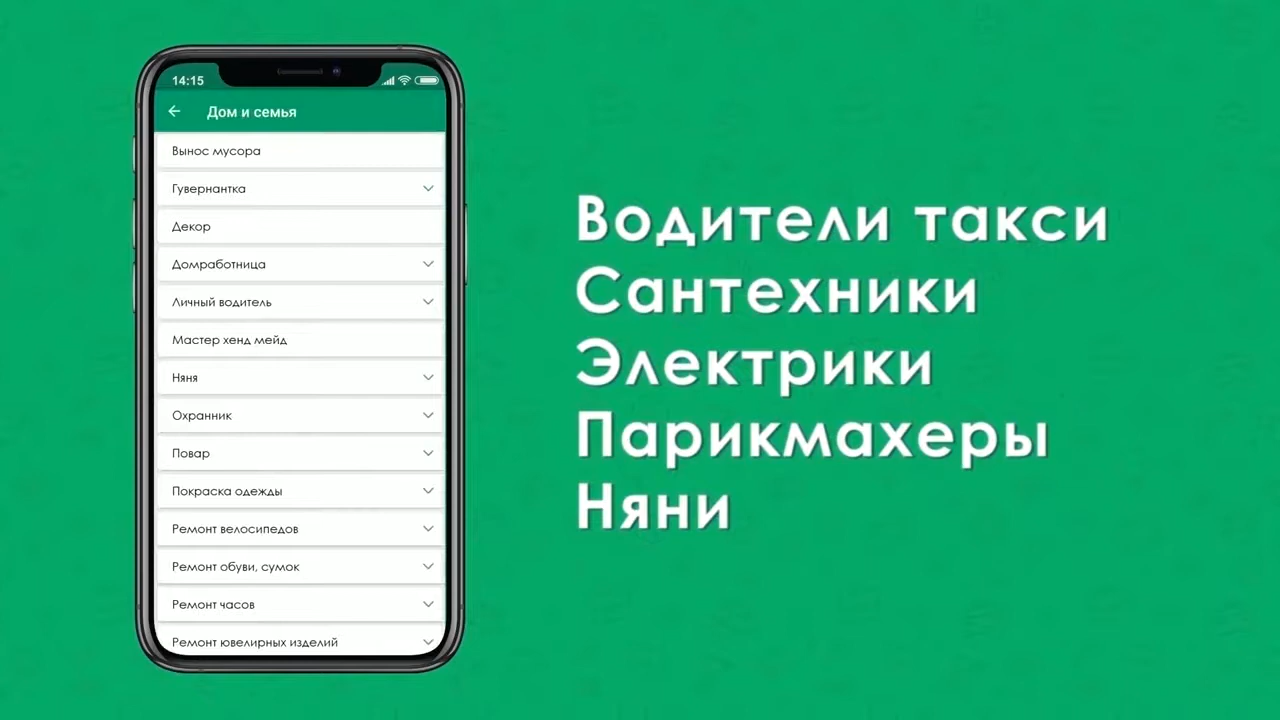 14:15
Дом и семья
Вынос мусора
Гувернантка
Декор
Домработница
Личный водитель
Мастер хенд мейд
Няня
Охранник
Повар
Покраска одежды
Ремонт велосипедов
Ремонт обуви, сумок
Ремонт часов
Ремонт ювелирных изделий
Водители такси
Сантехники
Электрики
Парикмахеры
Няни